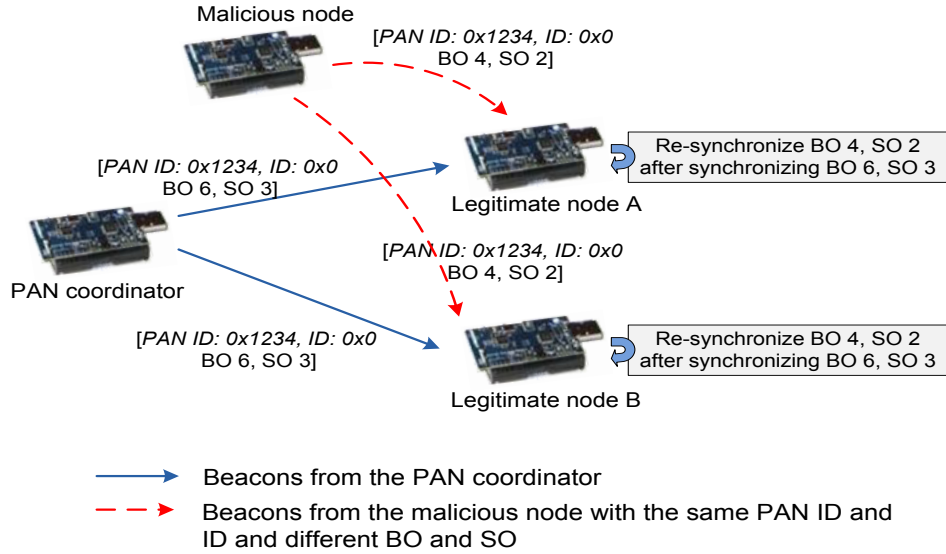 Malicious node
[PAN ID: 0x1234, ID: 0x0
BO 4, SO 2]
[PAN ID: 0x1234, ID: 0x0
BO 6, SO 3]
Re-synchronize BO 4, SO 2
after synchronizing BO 6, SO 3
Legitimate node A
[PAN ID: 0x1234, ID: 0x0
BO 4, SO 2]
PAN coordinator
[PAN ID: 0x1234, ID: 0x0
BO 6, SO 3]
Re-synchronize BO 4, SO 2
after synchronizing BO 6, SO 3
Legitimate node B
Beacons from the PAN coordinator
Beacons from the malicious node with the same PAN ID and
ID and different BO and SO